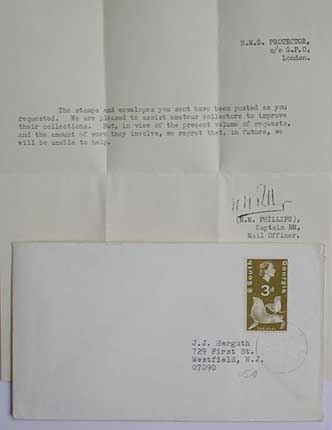 H.M.S. PROTECTOR,
c/o G.P.O,
London.
The stamps and envelopes you sent have been posted as you
requested. We are pleased to assist amateur collectors to improve
their collections. But, in view of the present volume of requests,
and the amount of work they involve, we regret that, in future, we
will be unable to help.
PHILLIPS),
Captain RM,
Mail Officer.
South
Georgia
3d
J.J. Herguth
729 First St.
Westfield, N.J.
07090
USA